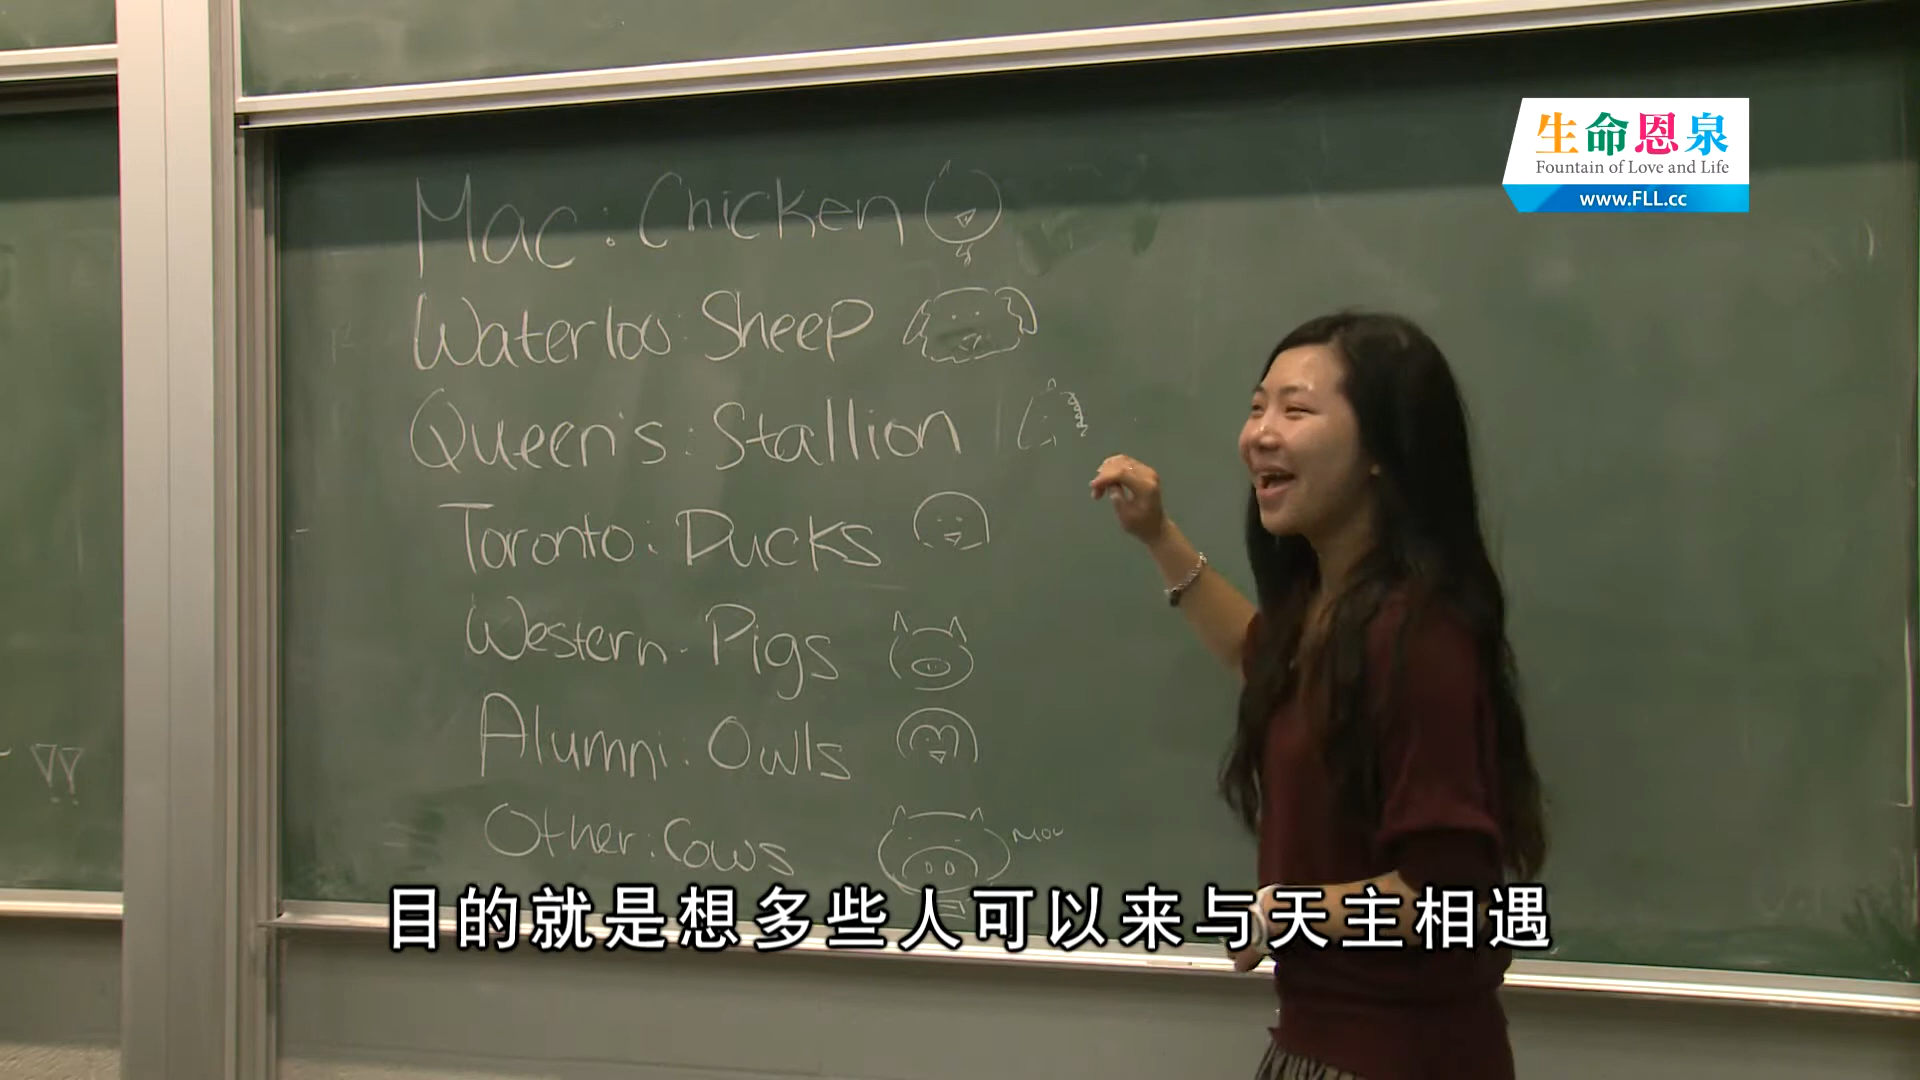 生命恩泉
Fountain of Love and Life
www.FLL.cc
Mac: Chicken
Waterloo: Sheep
Queen's: Stallion
Toronto: Ducks
Western - Pigs
Alumni: Owls
Other: Cows
Moo
目的就是想多些人可以来与天主相遇